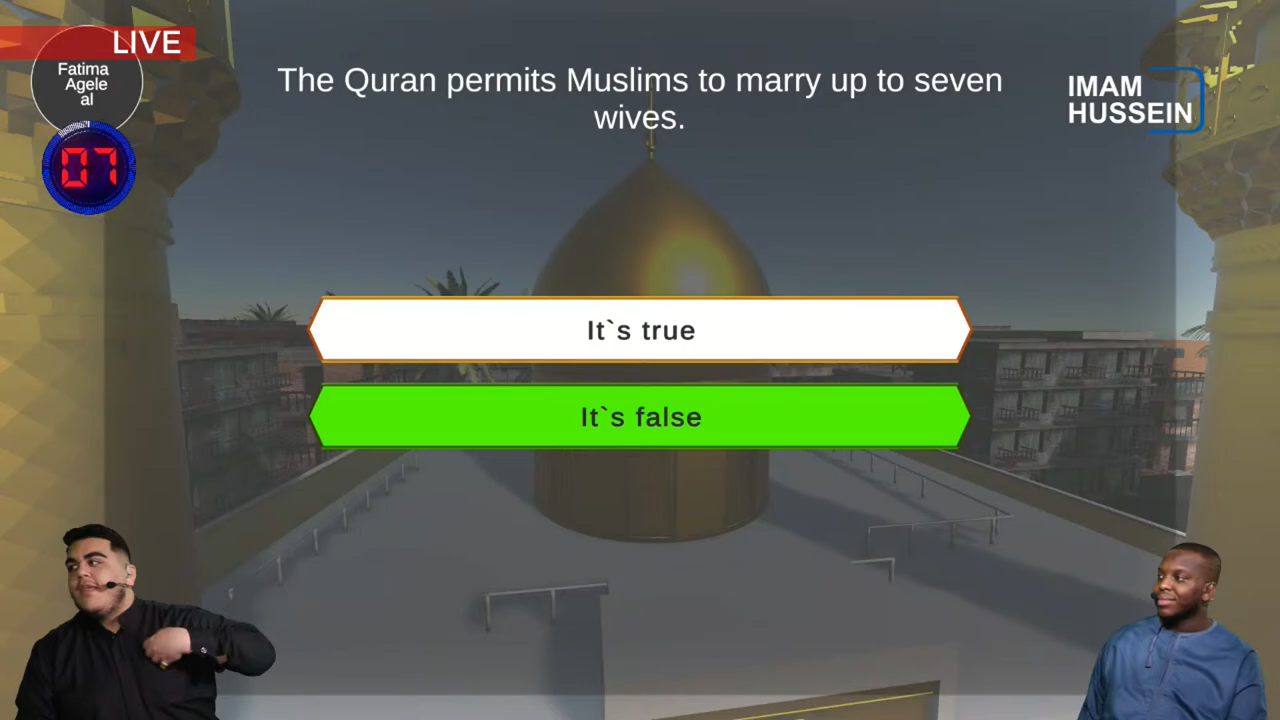 LIVE
Fatima
Agele
al
07
The Quran permits Muslims to marry up to seven
wives.
IMAM
HUSSEIN
It`s true
It`s false